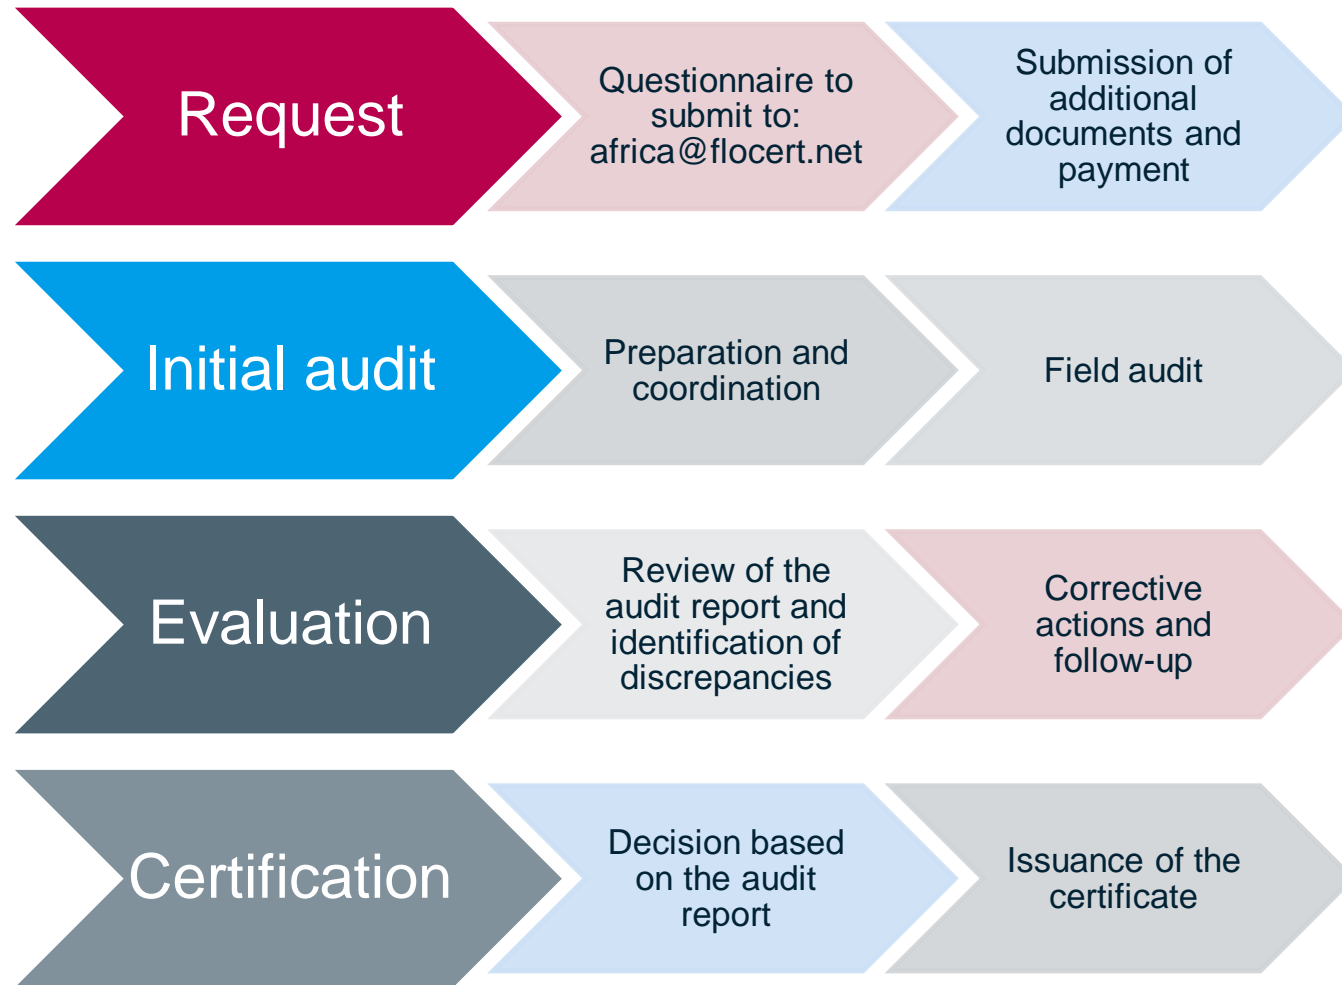 Request
Questionnaire to
submit to:
africa@flocert.net
Submission of
additional
documents and
payment
Initial audit
Preparation and
coordination
Field audit
Evaluation
Review of the
audit report and
identification of
discrepancies
Corrective
actions and
follow-up
Certification
Decision based
on the audit
report
Issuance of the
certificate